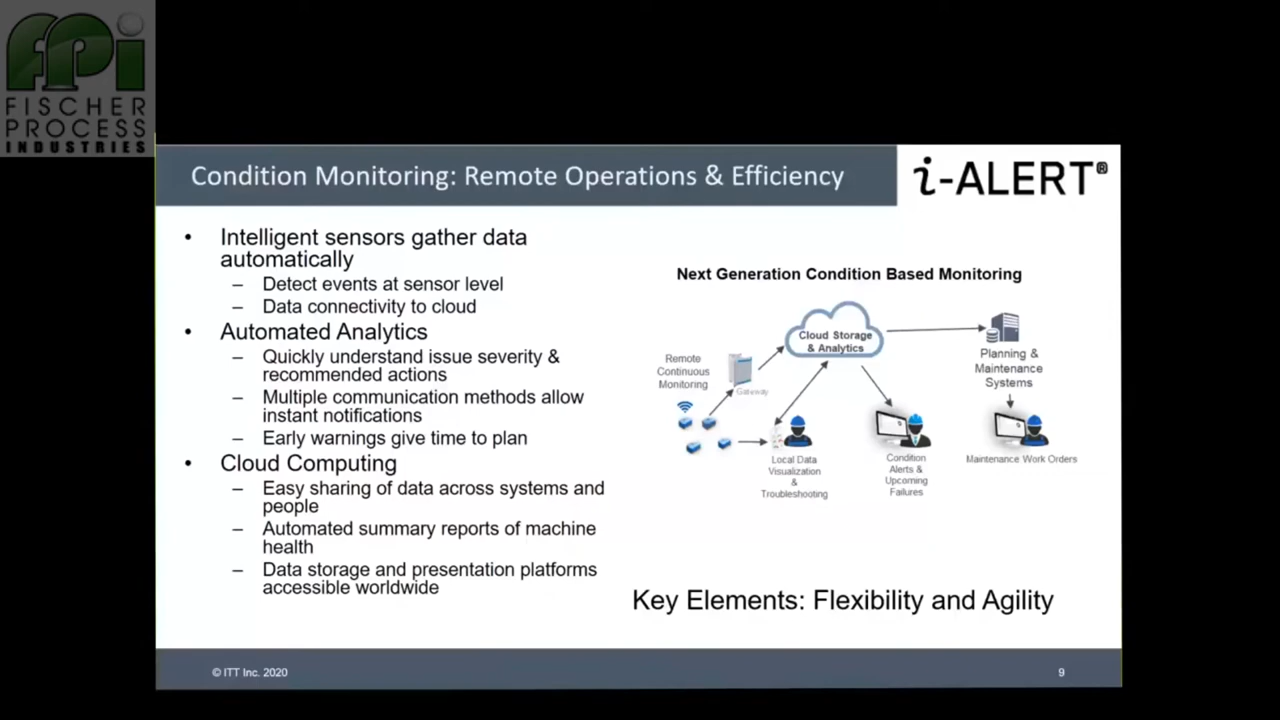 fpi
FISCHER
PROCESS
INDUSTRIES
Condition Monitoring: Remote Operations & Efficiency
i-ALERT®
• Intelligent sensors gather data
automatically
– Detect events at sensor level
– Data connectivity to cloud
• Automated Analytics
– Quickly understand issue severity &
recommended actions
– Multiple communication methods allow
instant notifications
– Early warnings give time to plan
• Cloud Computing
– Easy sharing of data across systems and
people
– Automated summary reports of machine
health
– Data storage and presentation platforms
accessible worldwide
Next Generation Condition Based Monitoring
Cloud Storage
& Analytics
Remote
Continuous
Monitoring
Gateway
Planning &
Maintenance
Systems
Local Data
Visualization
&
Troubleshooting
Condition
Alerts &
Upcoming
Failures
Maintenance Work Orders
Key Elements: Flexibility and Agility
© ITT Inc. 2020
9